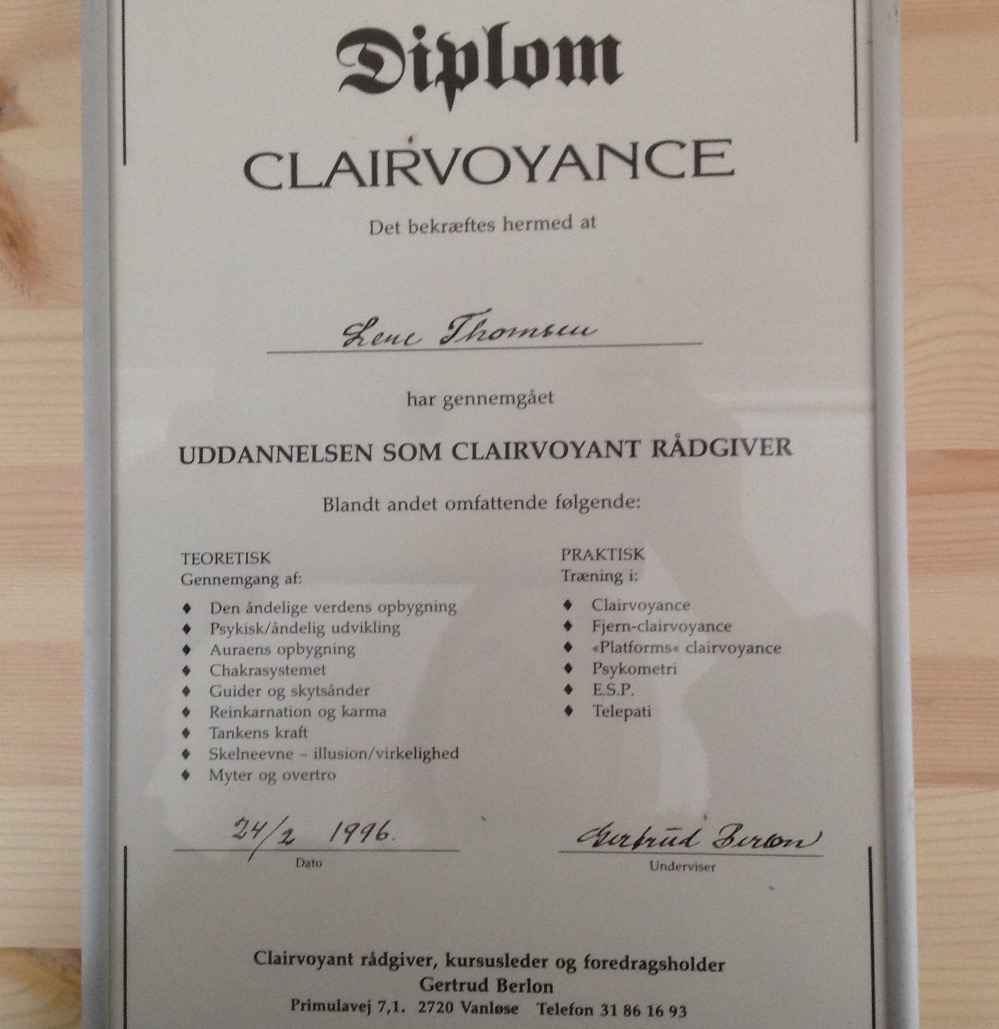 Diplom
CLAIRVOYANCE
Det bekræftes hermed at
Lene Thomsen
har gennemgået
UDDANNELSEN SOM CLAIRVOYANT RÅDGIVER
Blandt andet omfattende følgende:
TEORETISK
Gennemgang af:
♦ Den åndelige verdens opbygning
♦ Psykisk/åndelig udvikling
♦ Auraens opbygning
♦ Chakrasystemet
♦ Guider og skytsånder
♦ Reinkarnation og karma
♦ Tankens kraft
♦ Skelneevne – illusion/virkelighed
♦ Myter og overtro
PRAKTISK
Træning i:
♦ Clairvoyance
♦ Fjern-clairvoyance
♦ «Platforms« clairvoyance
♦ Psykometri
♦ E.S.P.
♦ Telepati
24/2 1996.
Dato
Gertrud Berlon
Underviser
Clairvoyant rådgiver, kursusleder og foredragsholder
Gertrud Berlon
Primulavej 7,1. 2720 Vanløse Telefon 31 86 16 93